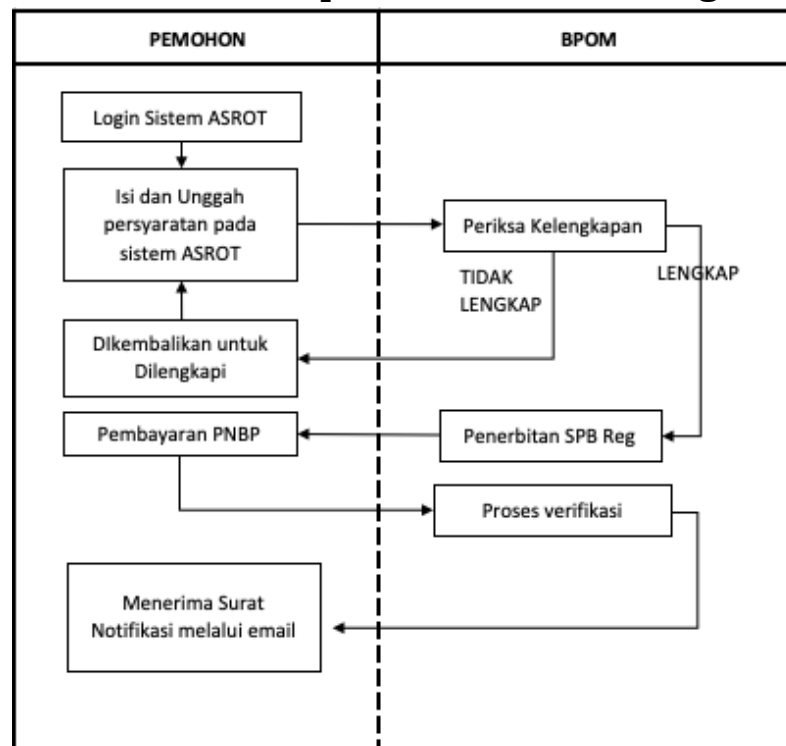 PEMOHON
BPOM
Login Sistem ASROT
Isi dan Unggah
persyaratan pada
sistem ASROT
Periksa Kelengkapan
TIDAK
LENGKAP
LENGKAP
DIkembalikan untuk
Dilengkapi
Pembayaran PNBP
Penerbitan SPB Reg
Proses verifikasi
Menerima Surat
Notifikasi melalui email